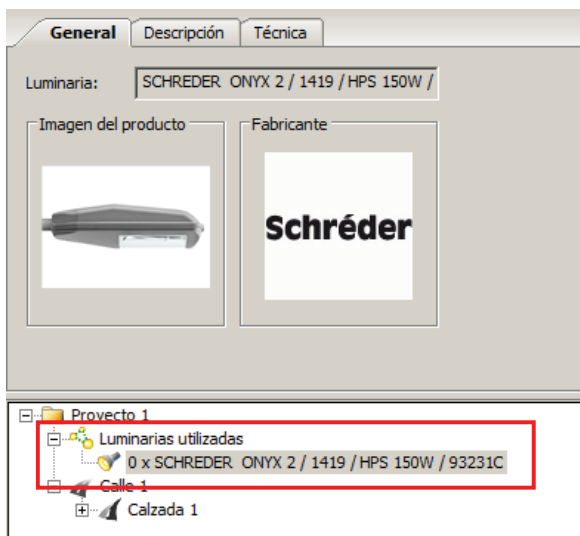 General Descripción Técnica
Luminaria: SCHREDER ONYX 2 / 1419 / HPS 150W /
Imagen del producto Fabricante
Schréder
Proyecto 1
Luminarias utilizadas
0 x SCHREDER ONYX 2 / 1419 / HPS 150W / 93231C
Calle 1
Calzada 1